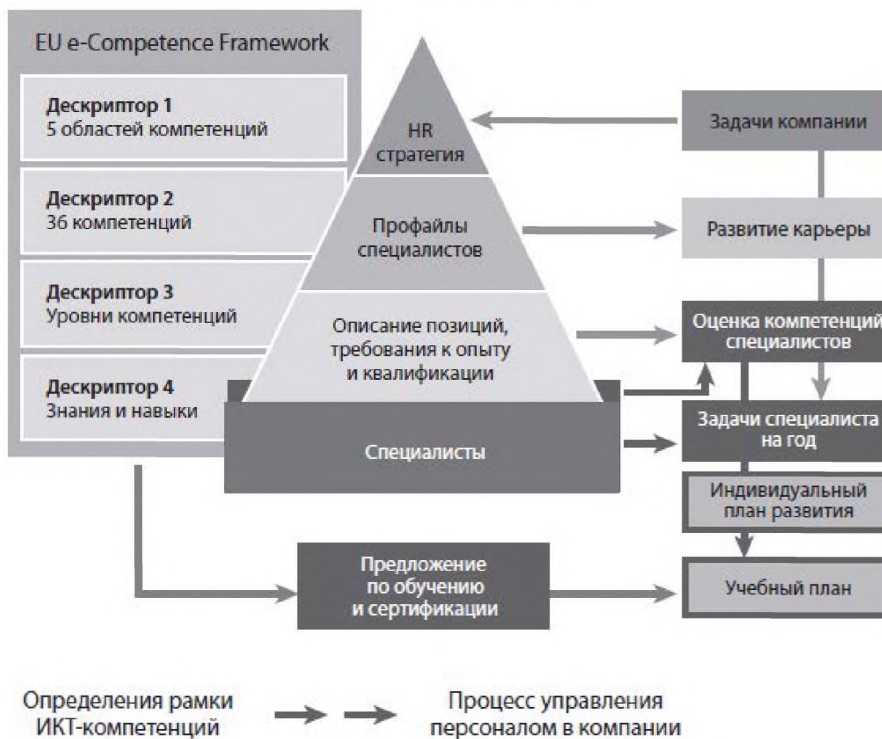 EU e-Competence Framework
Дескриптор 1
5 областей компетенций
Дескриптор 2
36 компетенций
Дескриптор 3
Уровни компетенций
Дескриптор 4
Знания и навыки
HR
стратегия
Профайлы
специалистов
Описание позиций,
требования к опыту
и квалификации
Специалисты
Задачи компании
Развитие карьеры
Оценка компетенций
специалистов
Задачи специалиста
на год
Индивидуальный
план развития
Учебный план
Предложение
по обучению
и сертификации
Определения рамки
ИКТ-компетенций
Процесс управления
персоналом в компании